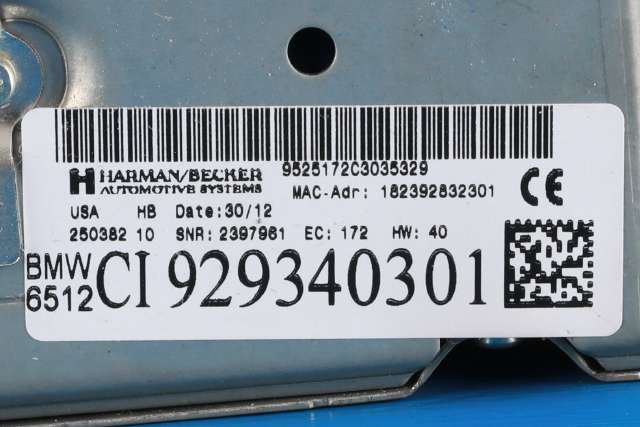 9525172C3035329
HARMAN/BECKER
AUTOMOTIVE SYSTEMS
MAC-Adr: 182392832301
CE
USA HB Date: 30/12
250382 10 SNR: 2397961 EC: 172 HW: 40
BMW
6512
CI 929340301